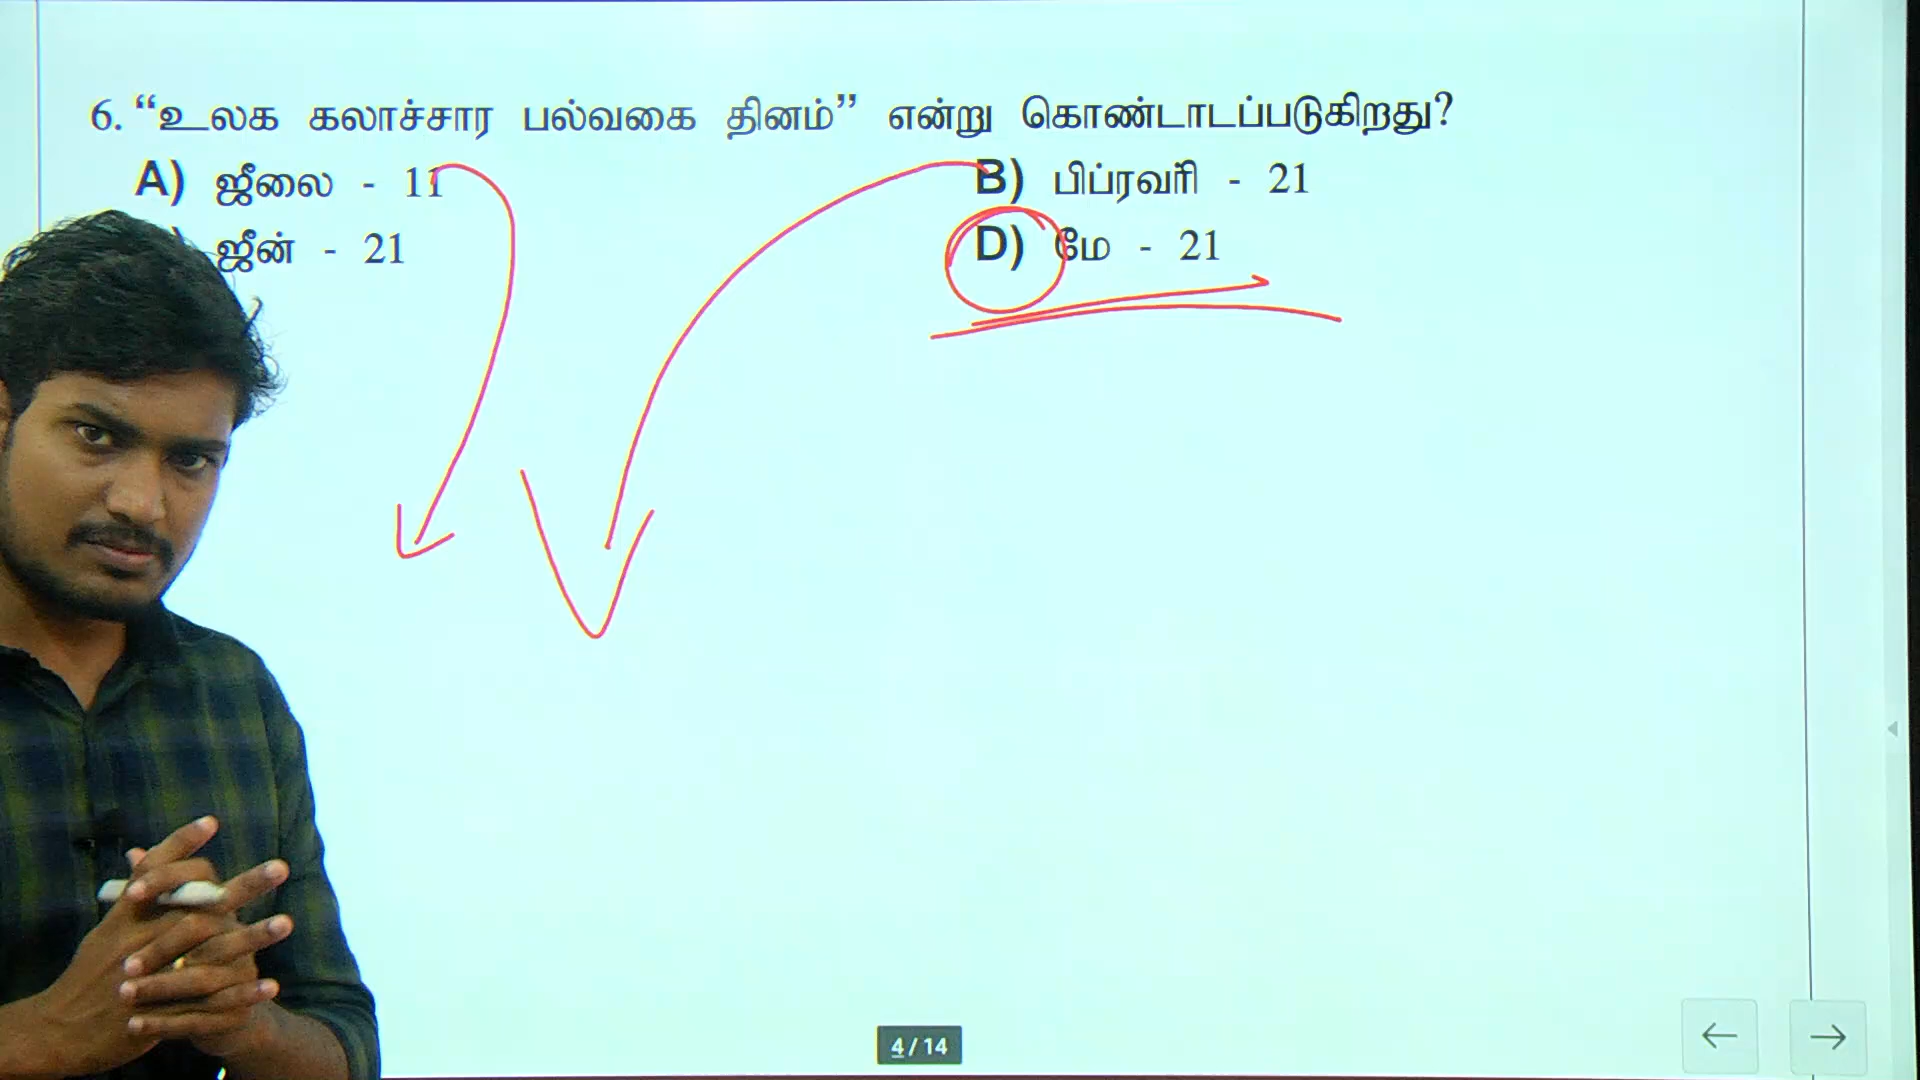 6. “உலக கலாச்சார பல்வகை தினம்” என்று கொண்டாடப்படுகிறது?
A) ஜீலை - 11 B) பிப்ரவரி - 21
) ஜீன் - 21 D) மே - 21
4 / 14